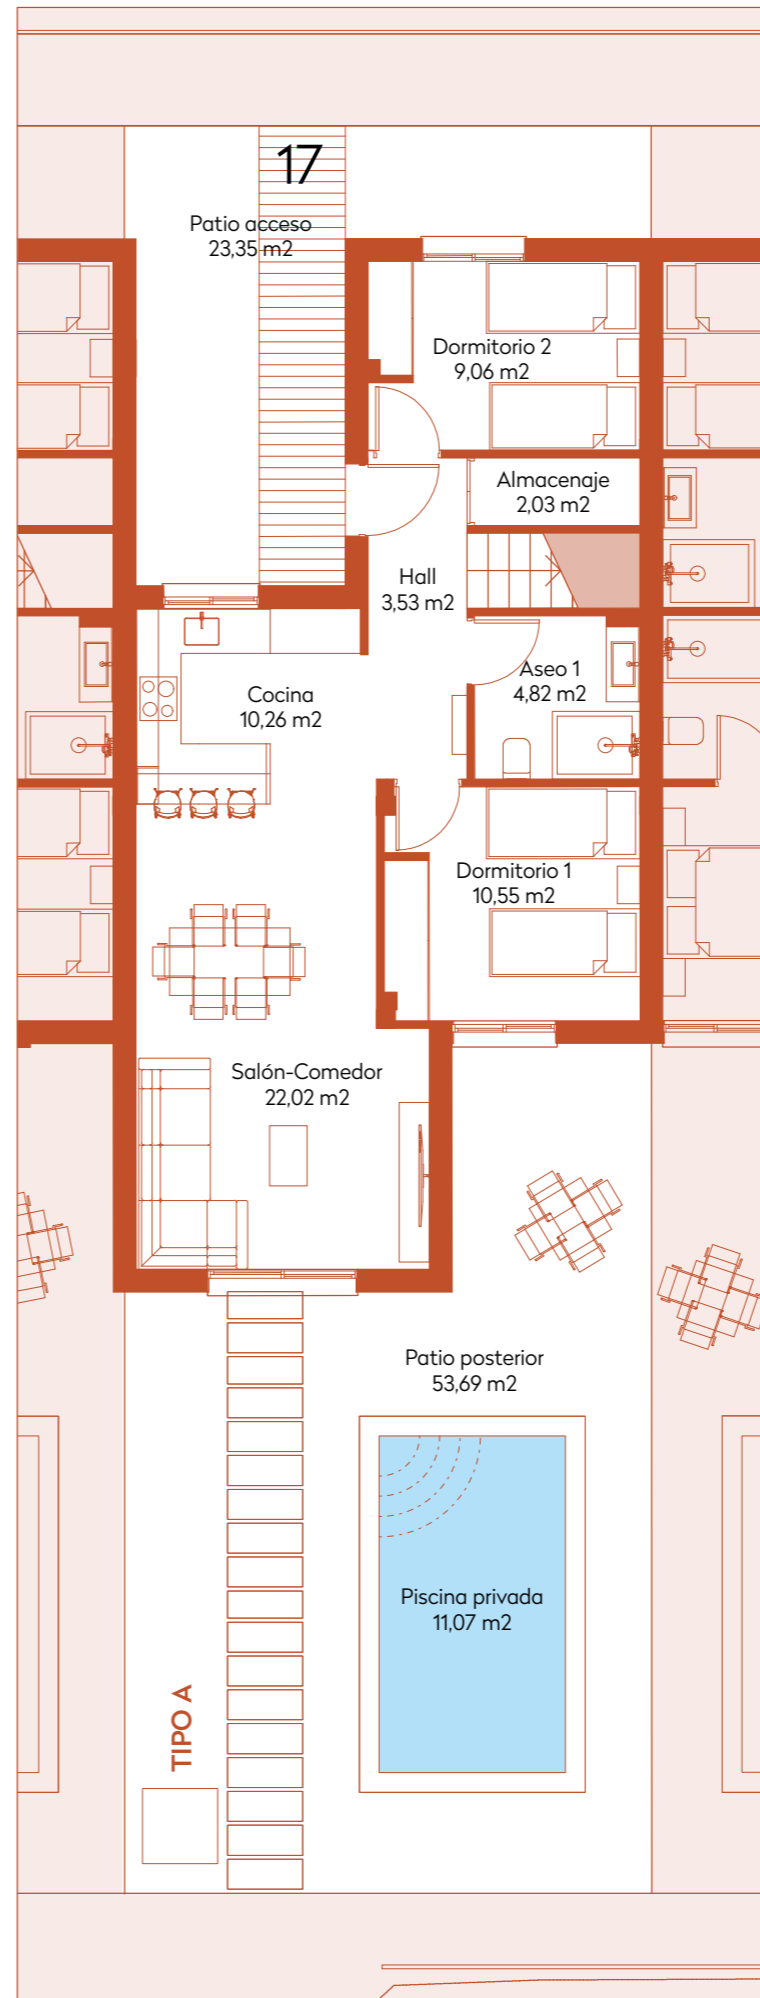 17
Patio acceso
23,35 m2
Dormitorio 2
9,06 m2
Almacenaje
2,03 m2
Hall
3,53 m2
Aseo 1
4,82 m2
Cocina
10,26 m2
Dormitorio 1
10,55 m2
Salón-Comedor
22,02 m2
Patio posterior
53,69 m2
Piscina privada
11,07 m2
TIPO A